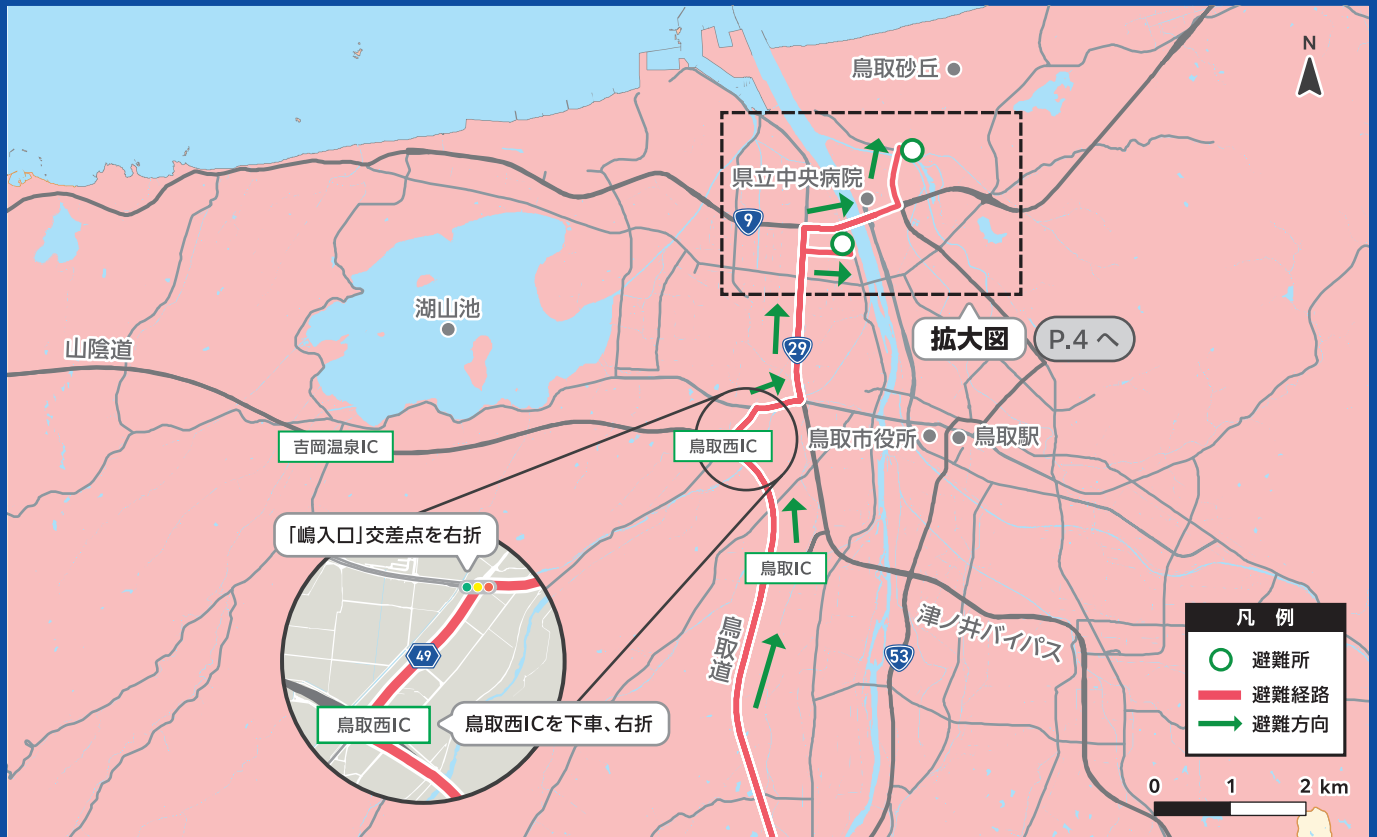 N
鳥取砂丘
県立中央病院
9
湖山池
山陰道
29
拡大図
P.4 へ
吉岡温泉IC
鳥取西IC
鳥取市役所
鳥取駅
「嶋入口」交差点を右折
鳥取IC
49
鳥取西IC
鳥取西ICを下車、右折
鳥取道
53
津ノ井バイパス
凡 例
避難所
避難経路
避難方向
0 1 2 km